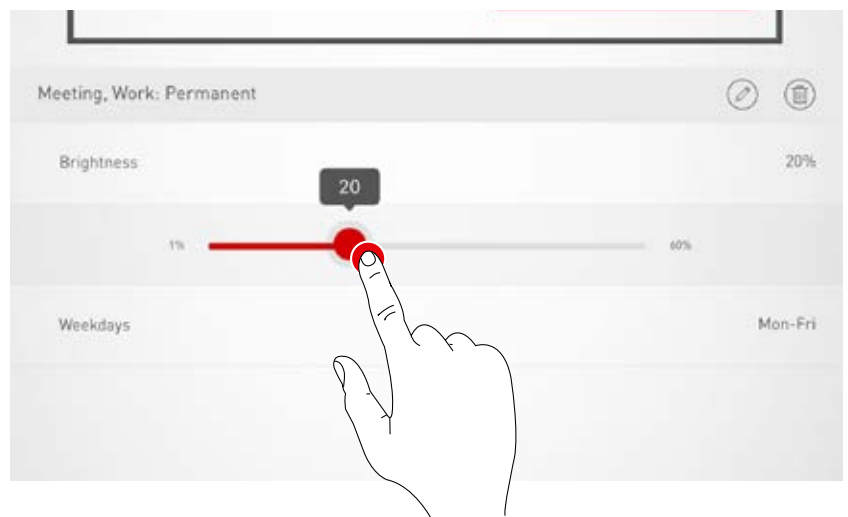 Meeting, Work: Permanent
Brightness
20%
20
1%
60%
Weekdays
Mon-Fri